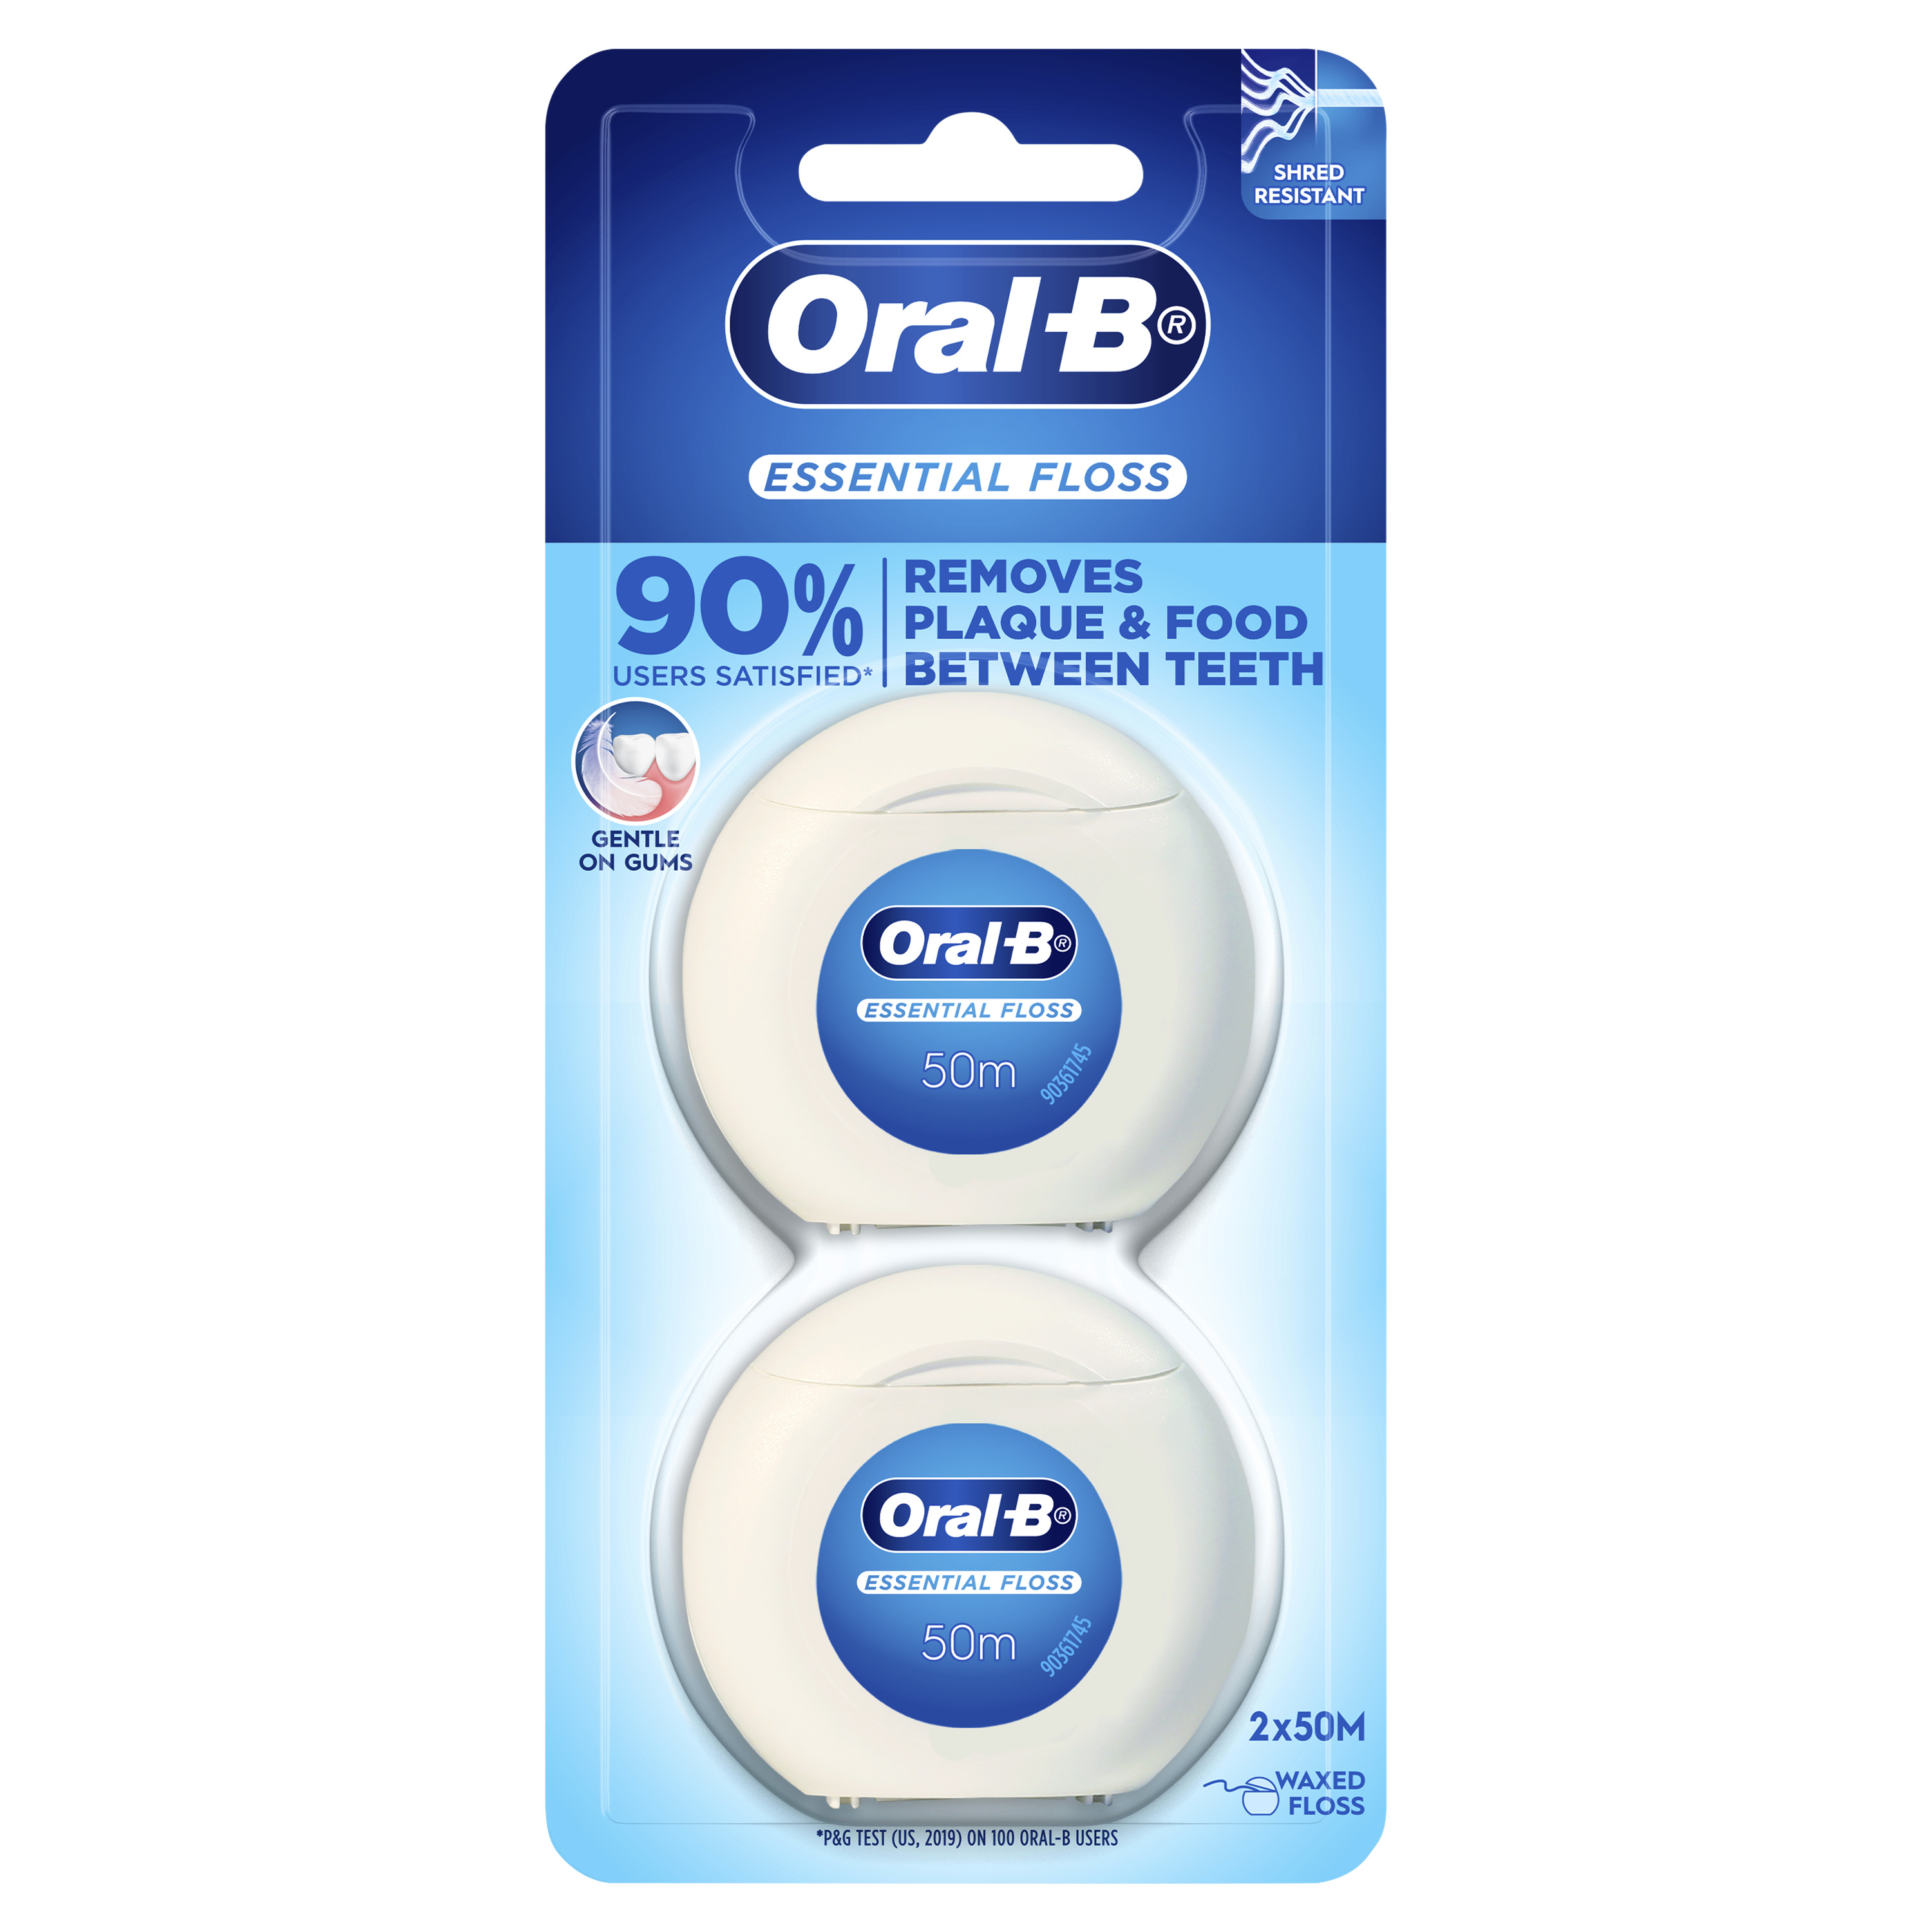 SHRED
RESISTANT
Oral-B®
ESSENTIAL FLOSS
90%
USERS SATISFIED*
REMOVES
PLAQUE & FOOD
BETWEEN TEETH
GENTLE
ON GUMS
Oral-B®
ESSENTIAL FLOSS
50m
90361745
Oral-B®
ESSENTIAL FLOSS
50m
90361745
2x50M
WAXED
FLOSS
*P&G TEST (US, 2019) ON 100 ORAL-B USERS